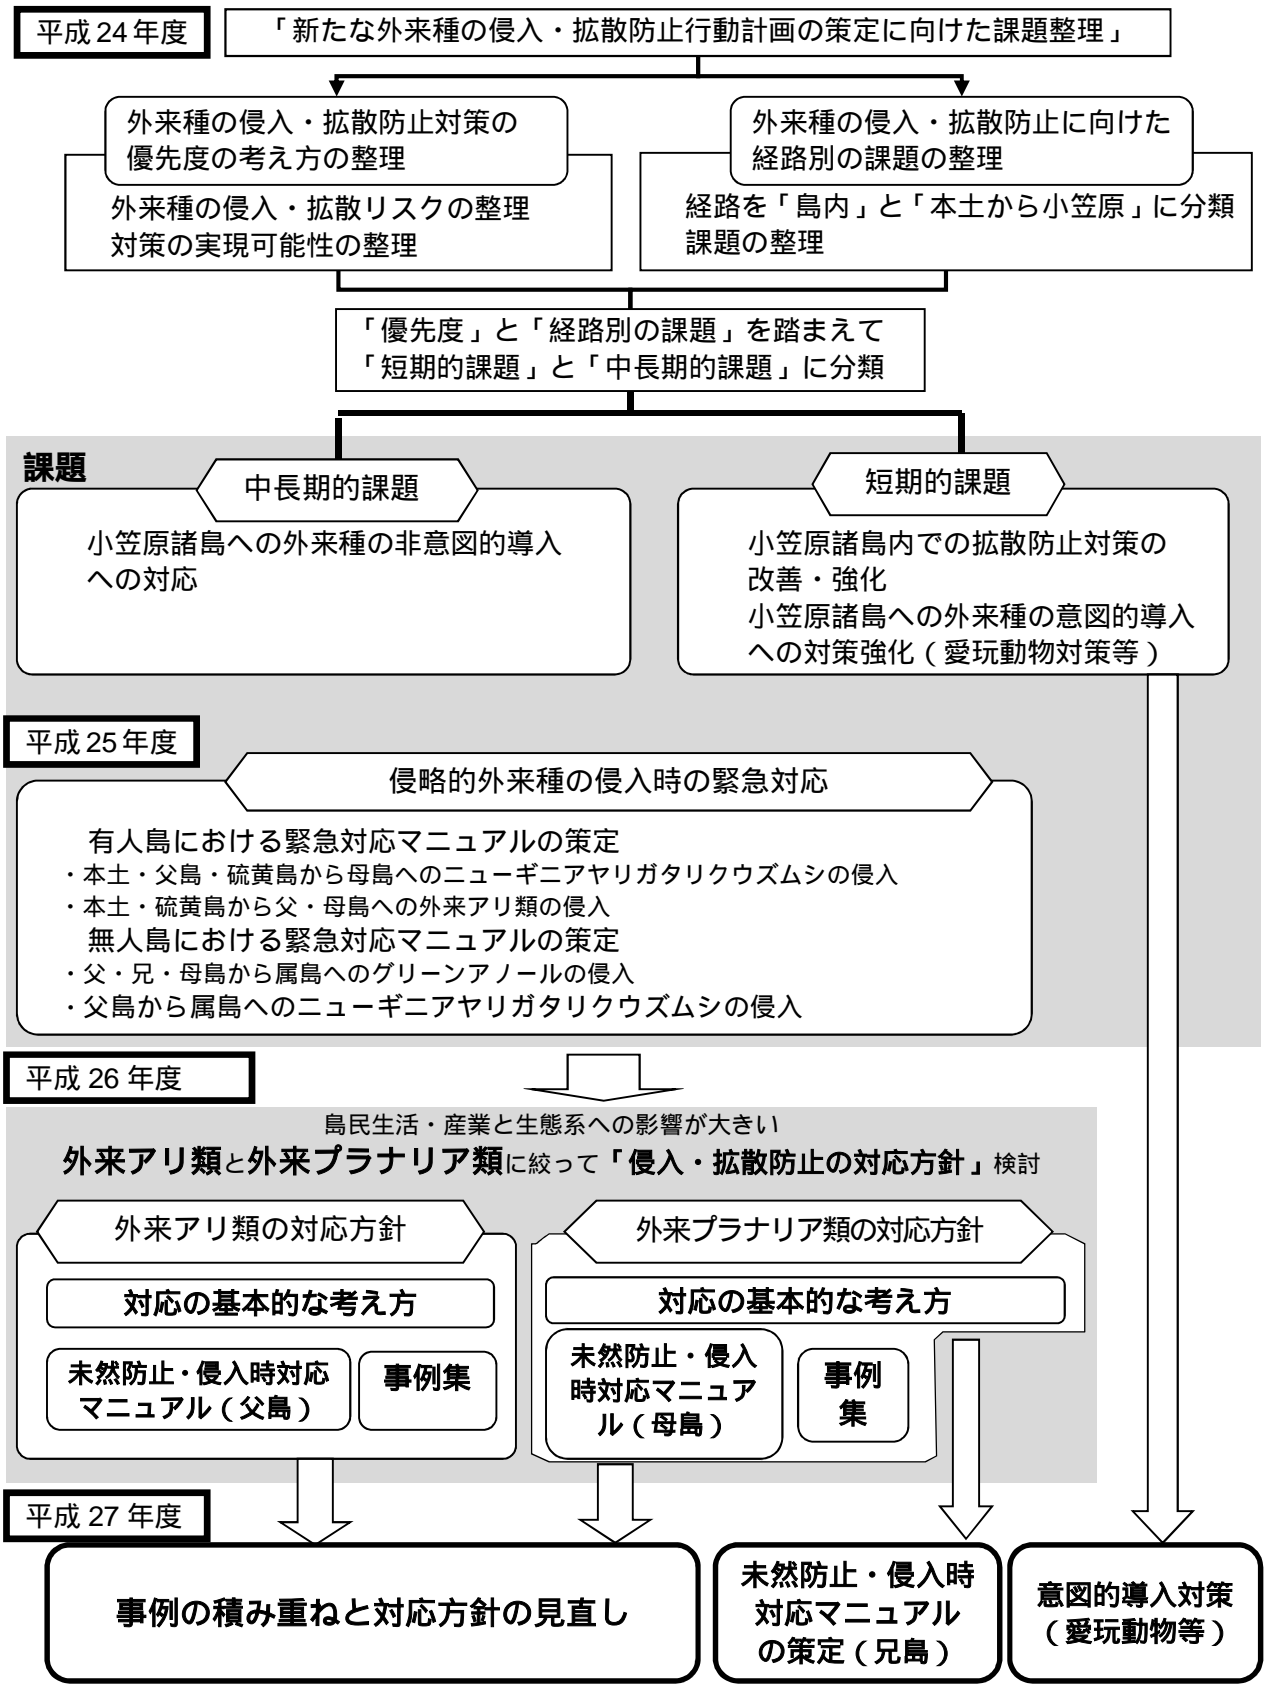 平成24年度
「新たな外来種の侵入・拡散防止行動計画の策定に向けた課題整理」
外来種の侵入・拡散防止対策の
優先度の考え方の整理
外来種の侵入・拡散リスクの整理
対策の実現可能性の整理
外来種の侵入・拡散防止に向けた
経路別の課題の整理
経路を「島内」と「本土から小笠原」に分類
課題の整理
「優先度」と「経路別の課題」を踏まえて
「短期的課題」と「中長期的課題」に分類
課題
中長期的課題
小笠原諸島への外来種の非意図的導入
への対応
短期的課題
小笠原諸島内での拡散防止対策の
改善・強化
小笠原諸島への外来種の意図的導入
への対策強化(愛玩動物対策等)
平成25年度
侵略的外来種の侵入時の緊急対応
有人島における緊急対応マニュアルの策定
・本土・父島・硫黄島から母島へのニューギニアヤリガタリクウズムシの侵入
・本土・硫黄島から父・母島への外来アリ類の侵入
無人島における緊急対応マニュアルの策定
・父・兄・母島から属島へのグリーンアノールの侵入
・父島から属島へのニューギニアヤリガタリクウズムシの侵入
平成 26 年度
島民生活・産業と生態系への影響が大きい
外来アリ類と外来プラナリア類に絞って「侵入・拡散防止の対応方針」検討
外来アリ類の対応方針
対応の基本的な考え方
未然防止・侵入時対応
マニュアル(父島)
事例集
外来プラナリア類の対応方針
対応の基本的な考え方
未然防止・侵入
時対応マニュア
ル(母島)
事例
集
平成 27 年度
事例の積み重ねと対応方針の見直し
未然防止・侵入時
対応マニュアル
の策定(兄島)
意図的導入対策
(愛玩動物等)